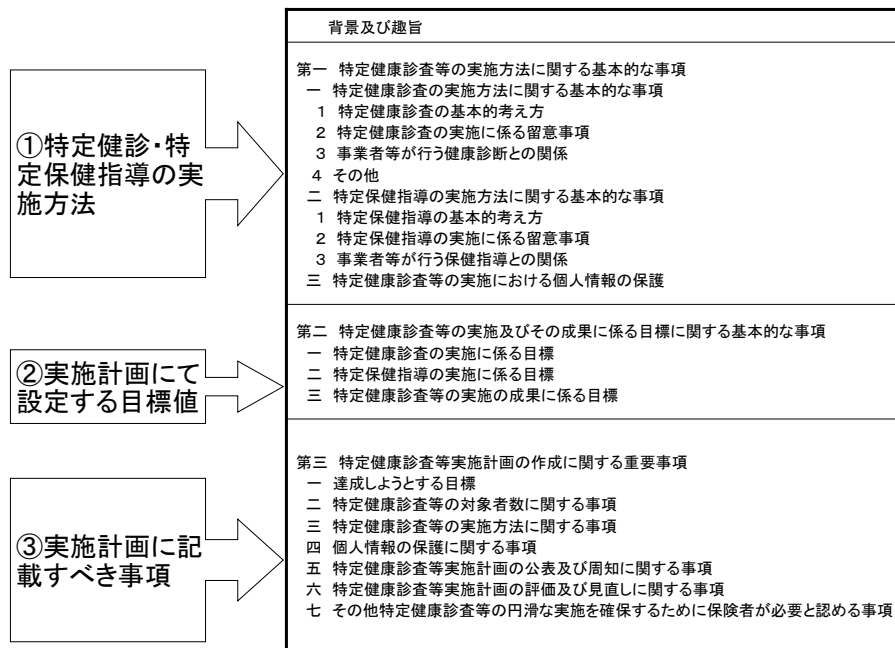 背景及び趣旨
①特定健診・特
定保健指導の実
施方法
第一 特定健康診査等の実施方法に関する基本的な事項
一 特定健康診査の実施方法に関する基本的な事項
1 特定健康診査の基本的考え方
2 特定健康診査の実施に係る留意事項
3 事業者等が行う健康診断との関係
4 その他
二 特定保健指導の実施方法に関する基本的な事項
1 特定保健指導の基本的考え方
2 特定保健指導の実施に係る留意事項
3 事業者等が行う保健指導との関係
三 特定健康診査等の実施における個人情報の保護
②実施計画にて
設定する目標値
第二 特定健康診査等の実施及びその成果に係る目標に関する基本的な事項
一 特定健康診査の実施に係る目標
二 特定保健指導の実施に係る目標
三 特定健康診査等の実施の成果に係る目標
③実施計画に記
載すべき事項
第三 特定健康診査等実施計画の作成に関する重要事項
一 達成しようとする目標
二 特定健康診査等の対象者数に関する事項
三 特定健康診査等の実施方法に関する事項
四 個人情報の保護に関する事項
五 特定健康診査等実施計画の公表及び周知に関する事項
六 特定健康診査等実施計画の評価及び見直しに関する事項
七 その他特定健康診査等の円滑な実施を確保するために保険者が必要と認める事項